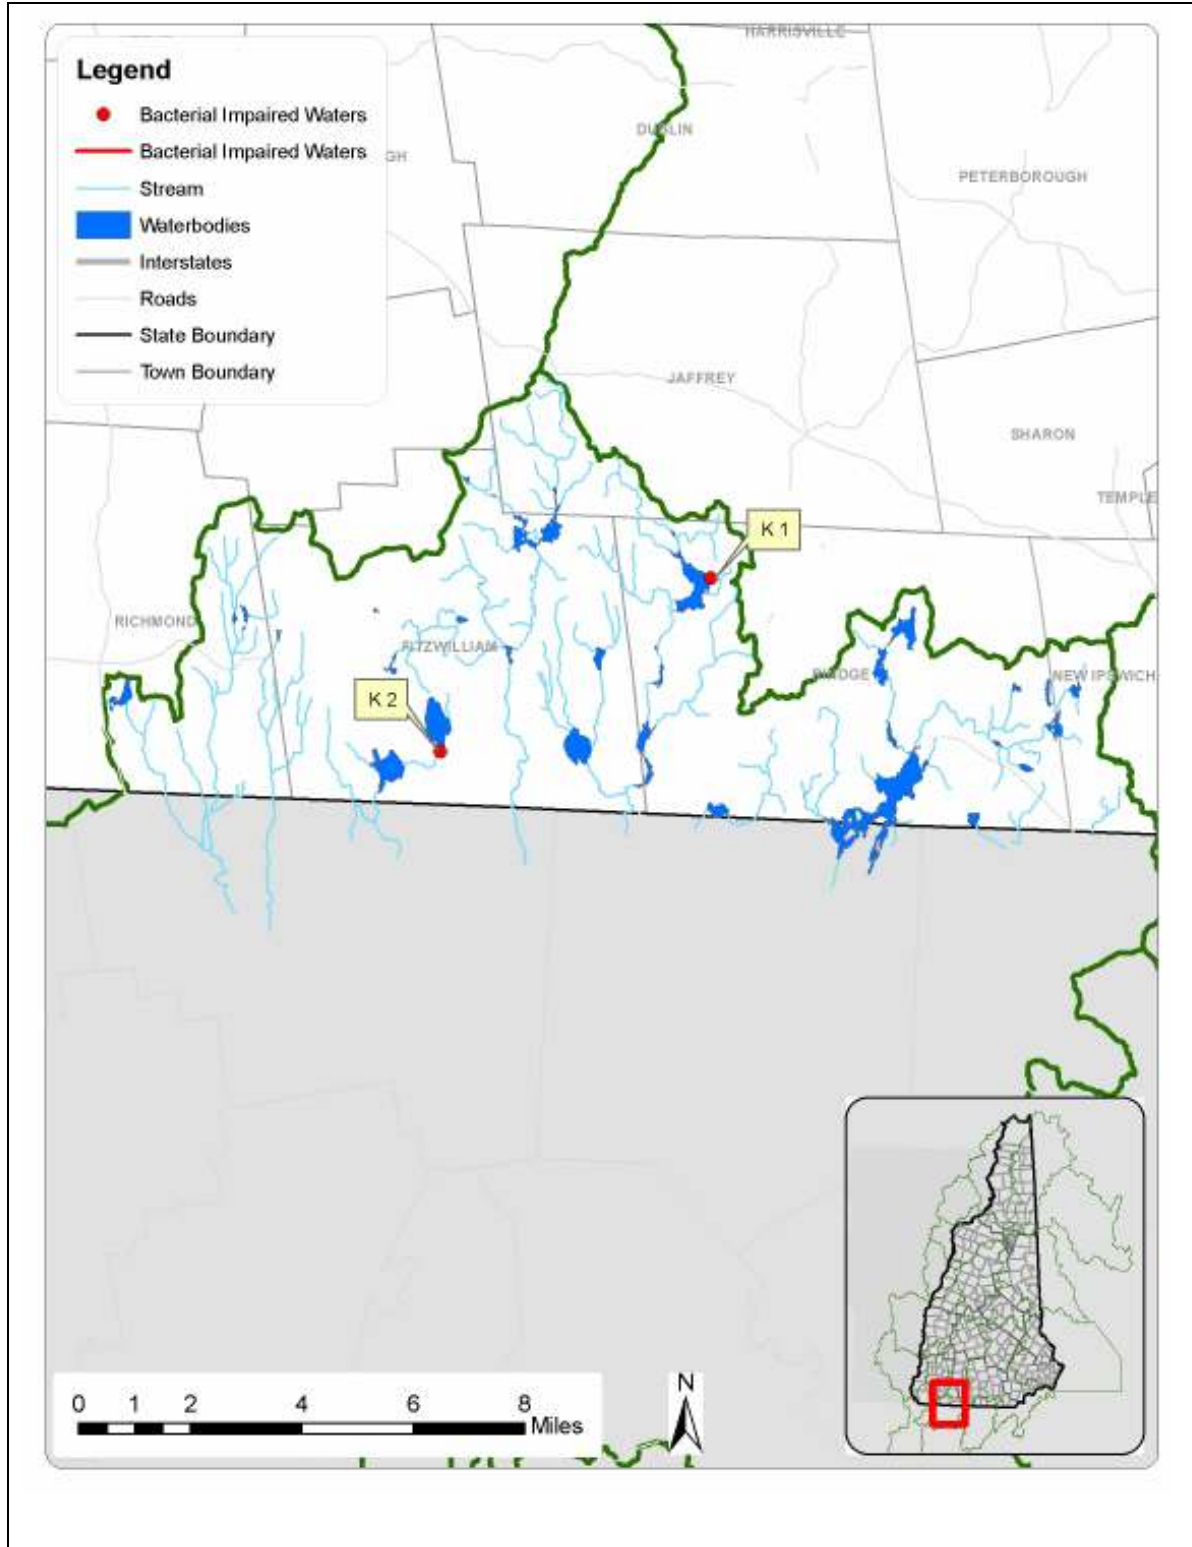 HARRISVILLE
Legend
Bacterial Impaired Waters
DUBLIN
Bacterial Impaired Waters
GH
PETERBOROUGH
Stream
Waterbodies
Interstates
Roads
State Boundary
Town Boundary
JAFFREY
SHARON
TEMPLE
K 1
RICHMOND
FITZWILLIAM
RINDGE
NEW IPSWICH
K 2
N
0 1 2 4 6 8
Miles